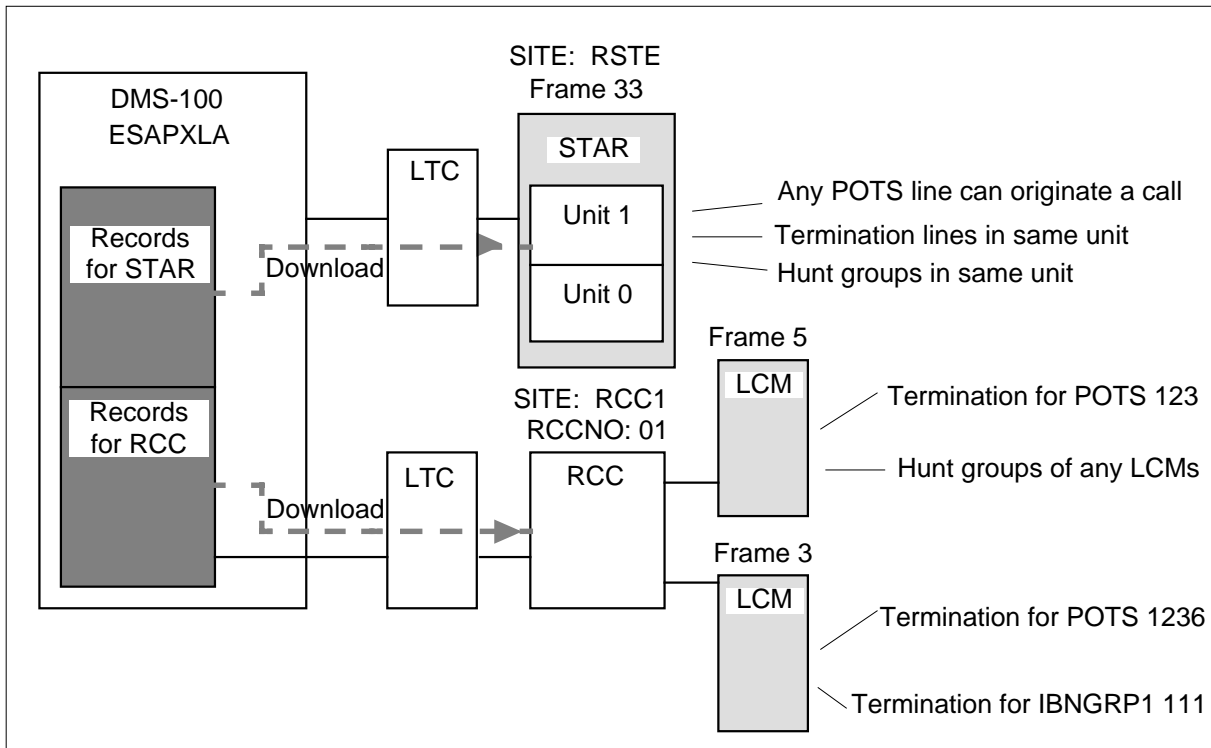 DMS-100
ESAPXLA
Records
for STAR
Download
Records
for RCC
Download
LTC
LTC
SITE: RSTE
Frame 33
STAR
Unit 1
Unit 0
Any POTS line can originate a call
Termination lines in same unit
Hunt groups in same unit
SITE: RCC1
RCCNO: 01
RCC
Frame 5
LCM
Termination for POTS 123
Hunt groups of any LCMs
Frame 3
LCM
Termination for POTS 1236
Termination for IBNGRP1 111